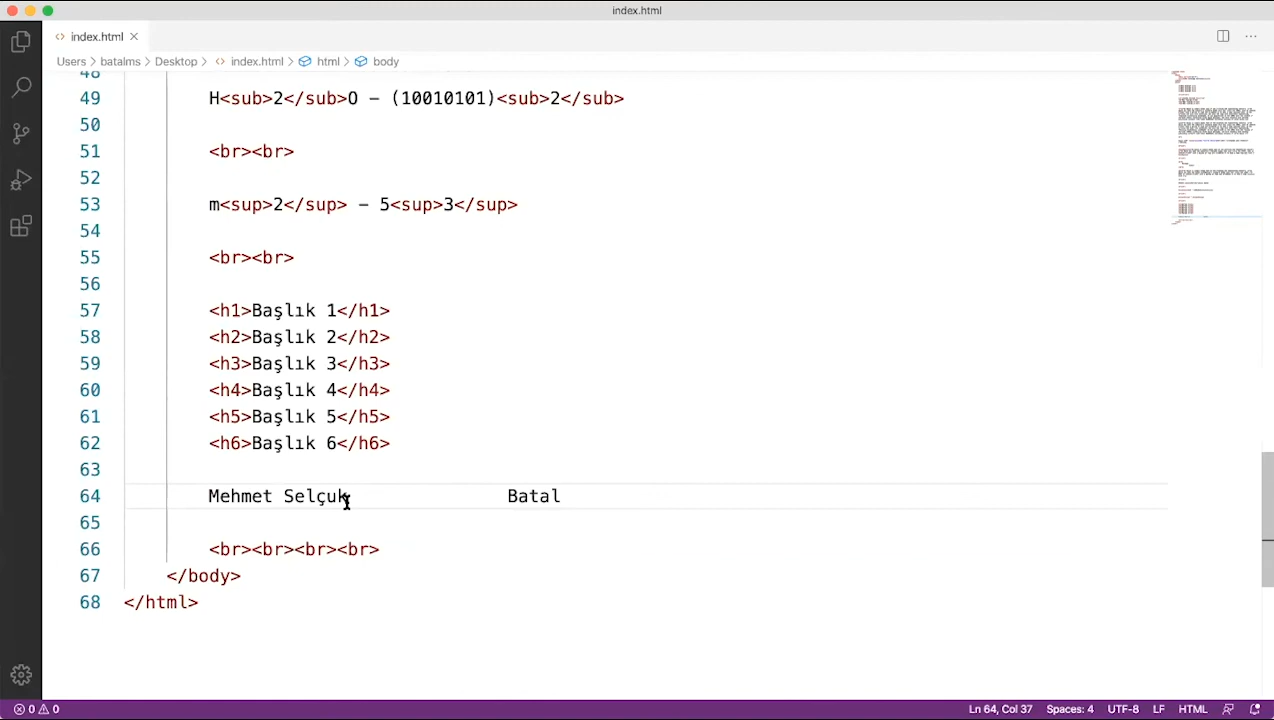 index.html
index.html
Users > batalms > Desktop > index.html > html > body
49 H<sub>2</sub>O - (10010101)<sub>2</sub>
50
51 <br><br>
52
53 m<sup>2</sup> - 5<sup>3</sup>
54
55 <br><br>
56
57 <h1>Başlık 1</h1>
58 <h2>Başlık 2</h2>
59 <h3>Başlık 3</h3>
60 <h4>Başlık 4</h4>
61 <h5>Başlık 5</h5>
62 <h6>Başlık 6</h6>
63
64 Mehmet Selçuk Batal
65
66 <br><br><br><br>
67 </body>
68 </html>
0 0 Ln 64, Col 37 Spaces: 4 UTF-8 LF HTML